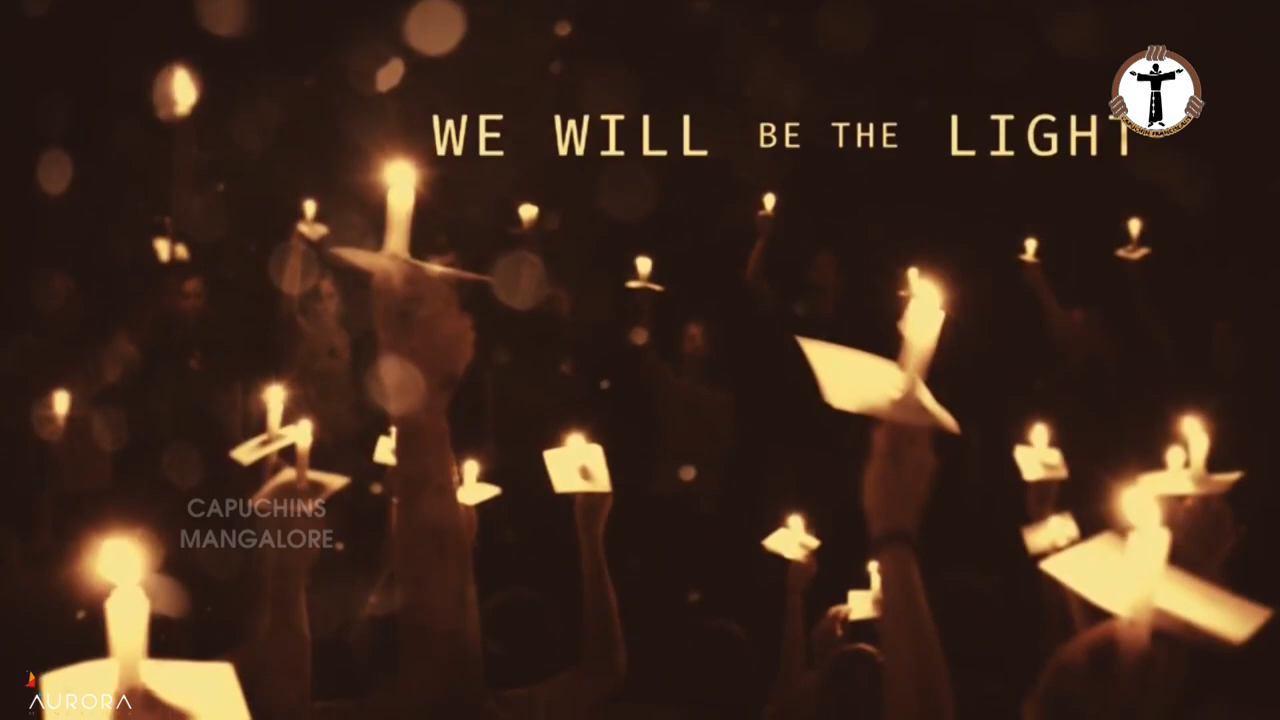 WE WILL BE THE LIGHT
CAPUCHINS
MANGALORE
AURORA